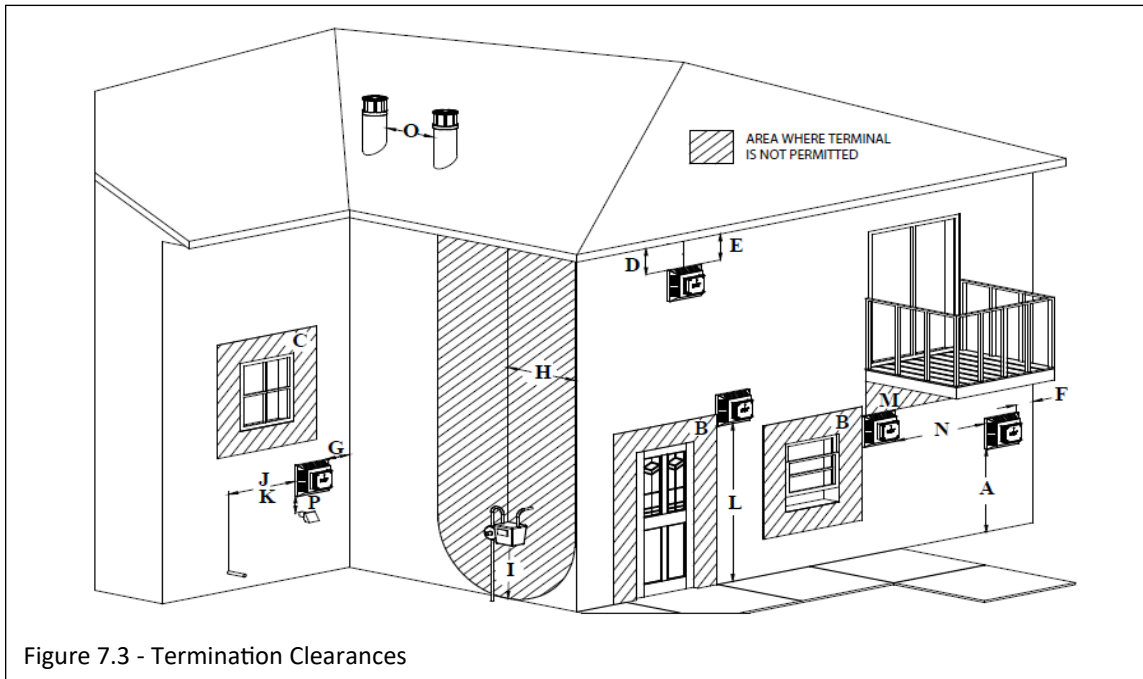 O
AREA WHERE TERMINAL
IS NOT PERMITTED
D
E
C
H
F
M
B
B
N
G
J
K
P
L
A
I
Figure 7.3 - Termination Clearances